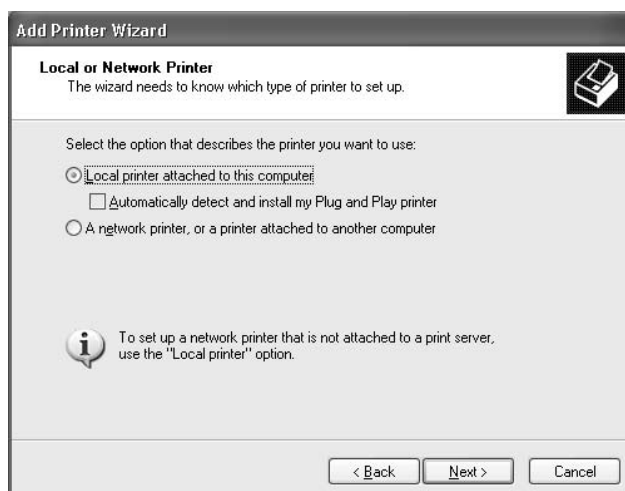 Add Printer Wizard
Local or Network Printer
The wizard needs to know which type of printer to set up.
Select the option that describes the printer you want to use:
Local printer attached to this computer
Automatically detect and install my Plug and Play printer
A network printer, or a printer attached to another computer
To set up a network printer that is not attached to a print server,
use the "Local printer" option.
< Back
Next >
Cancel